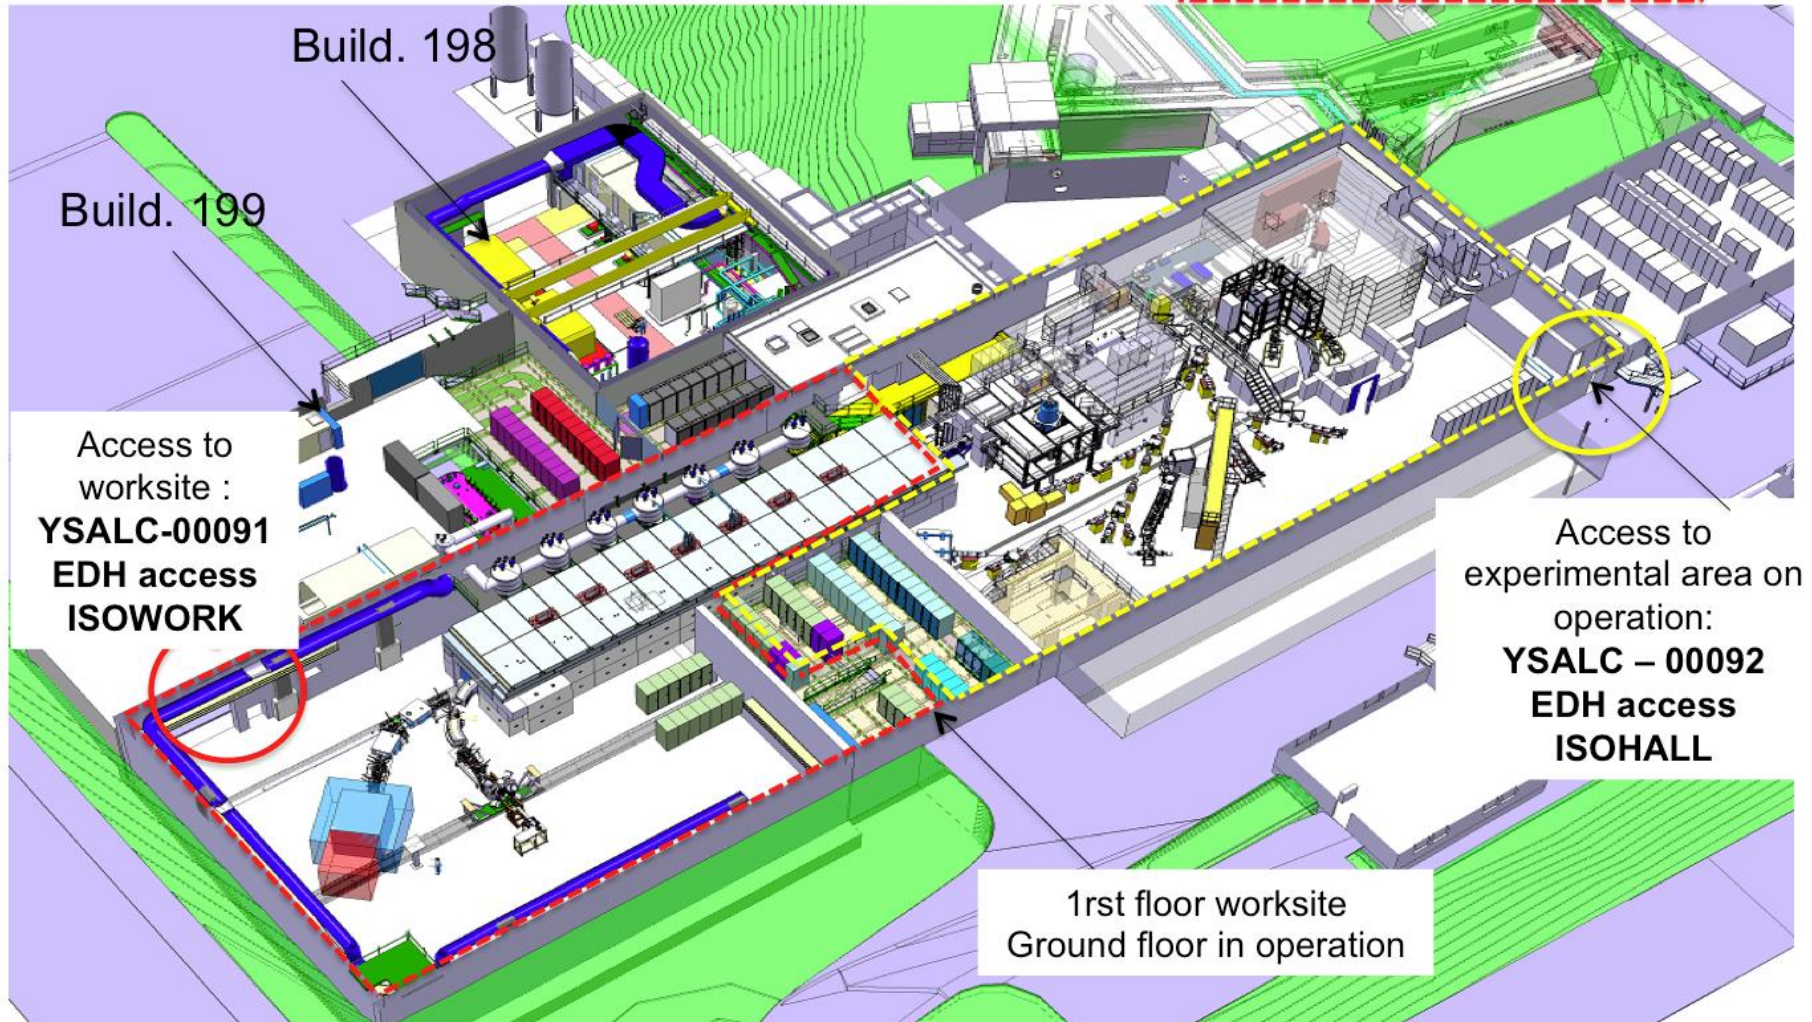 Build. 198
Build. 199
Access to
worksite :
YSALC-00091
EDH access
ISOWORK
Access to
experimental area on
operation:
YSALC – 00092
EDH access
ISOHALL
1rst floor worksite
Ground floor in operation